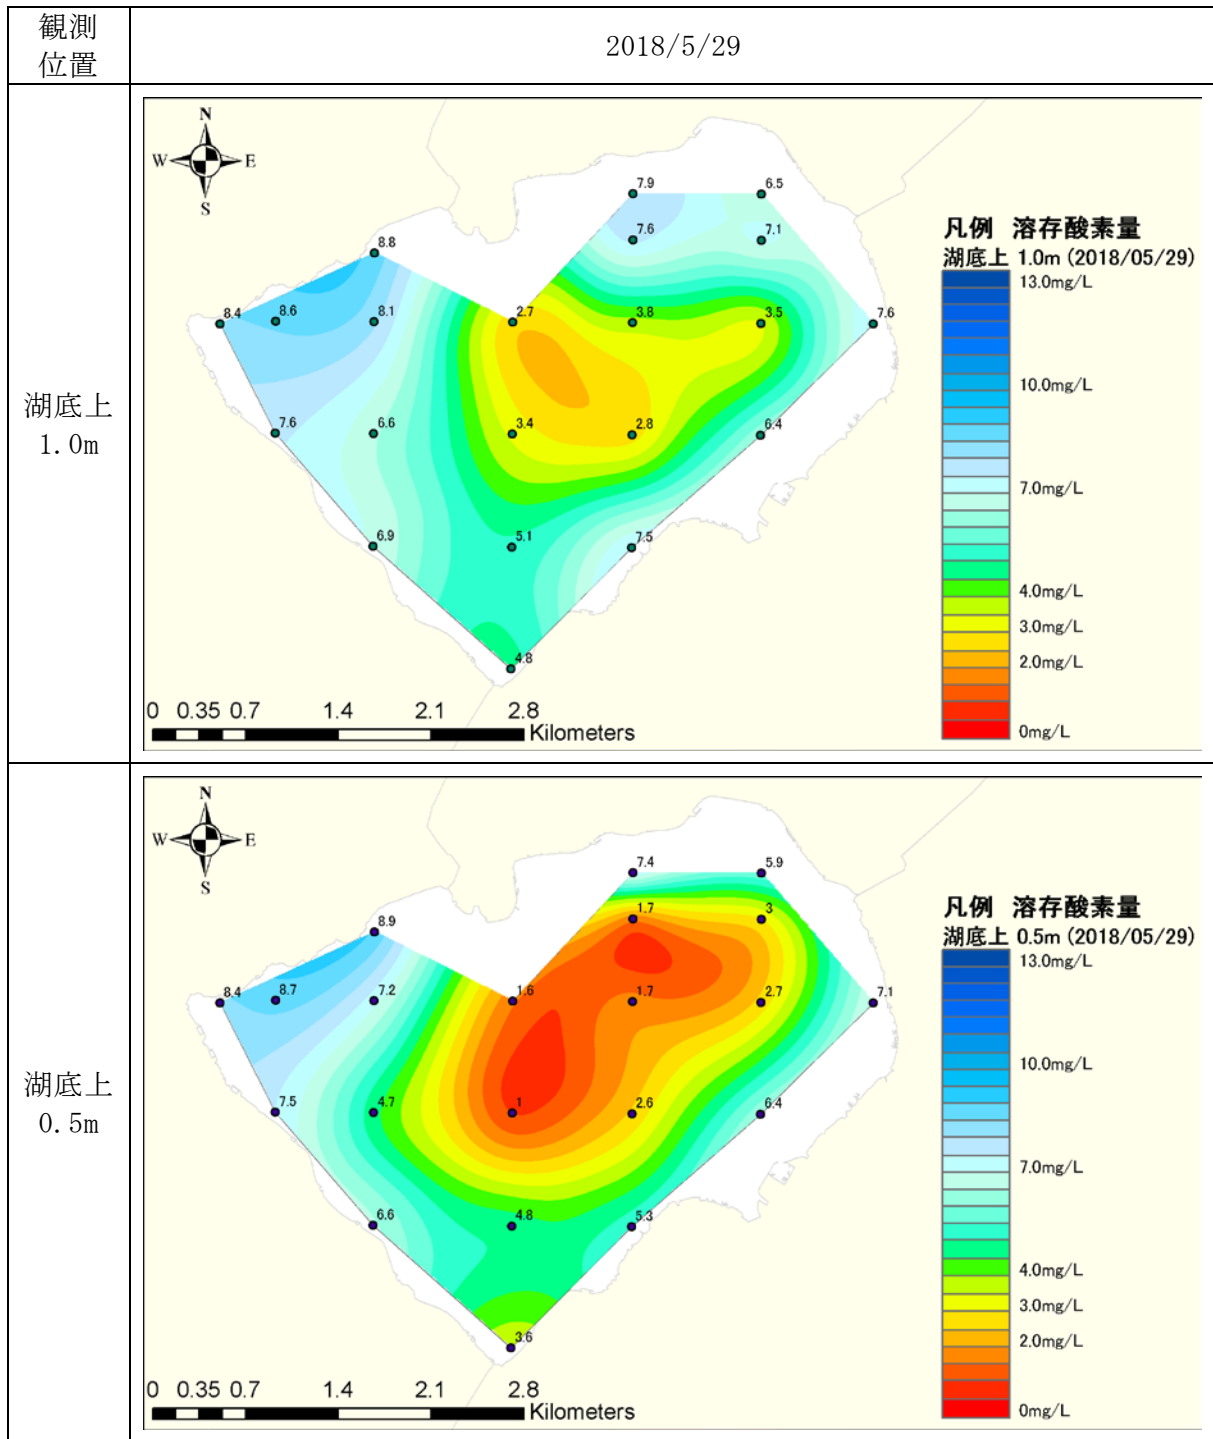 観測
位置
2018/5/29
湖底上
1.0m
N
W
E
S
7.9
6.5
7.6
7.1
8.8
8.4
8.6
8.1
2.7
3.8
3.5
7.6
7.6
6.6
3.4
2.8
6.4
6.9
5.1
7.5
4.8
凡例 溶存酸素量
湖底上 1.0m (2018/05/29)
13.0mg/L
10.0mg/L
7.0mg/L
4.0mg/L
3.0mg/L
2.0mg/L
0mg/L
0 0.35 0.7 1.4 2.1 2.8
Kilometers
湖底上
0.5m
N
W
E
S
7.4
5.9
1.7
3
8.9
8.4
8.7
7.2
1.6
1.7
2.7
7.1
7.5
4.7
1
2.6
6.4
6.6
4.8
5.3
3.6
凡例 溶存酸素量
湖底上 0.5m (2018/05/29)
13.0mg/L
10.0mg/L
7.0mg/L
4.0mg/L
3.0mg/L
2.0mg/L
0mg/L
0 0.35 0.7 1.4 2.1 2.8
Kilometers